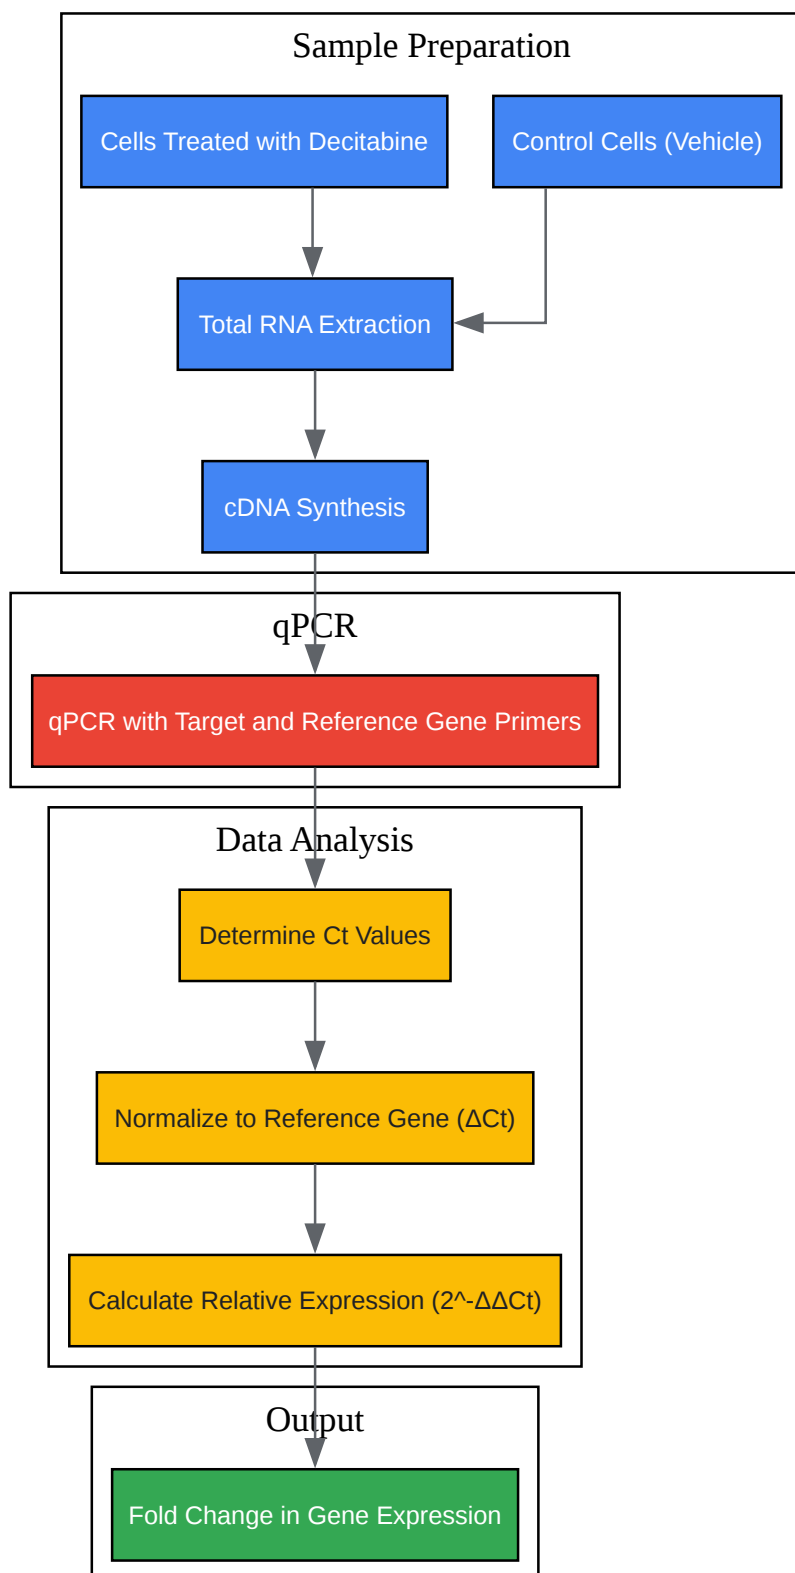 Sample Preparation
Cells Treated with Decitabine
Control Cells (Vehicle)
Total RNA Extraction
cDNA Synthesis
qPCR
qPCR with Target and Reference Gene Primers
Data Analysis
Determine Ct Values
Normalize to Reference Gene (ΔCt)
Calculate Relative Expression (2^-ΔΔCt)
Output
Fold Change in Gene Expression